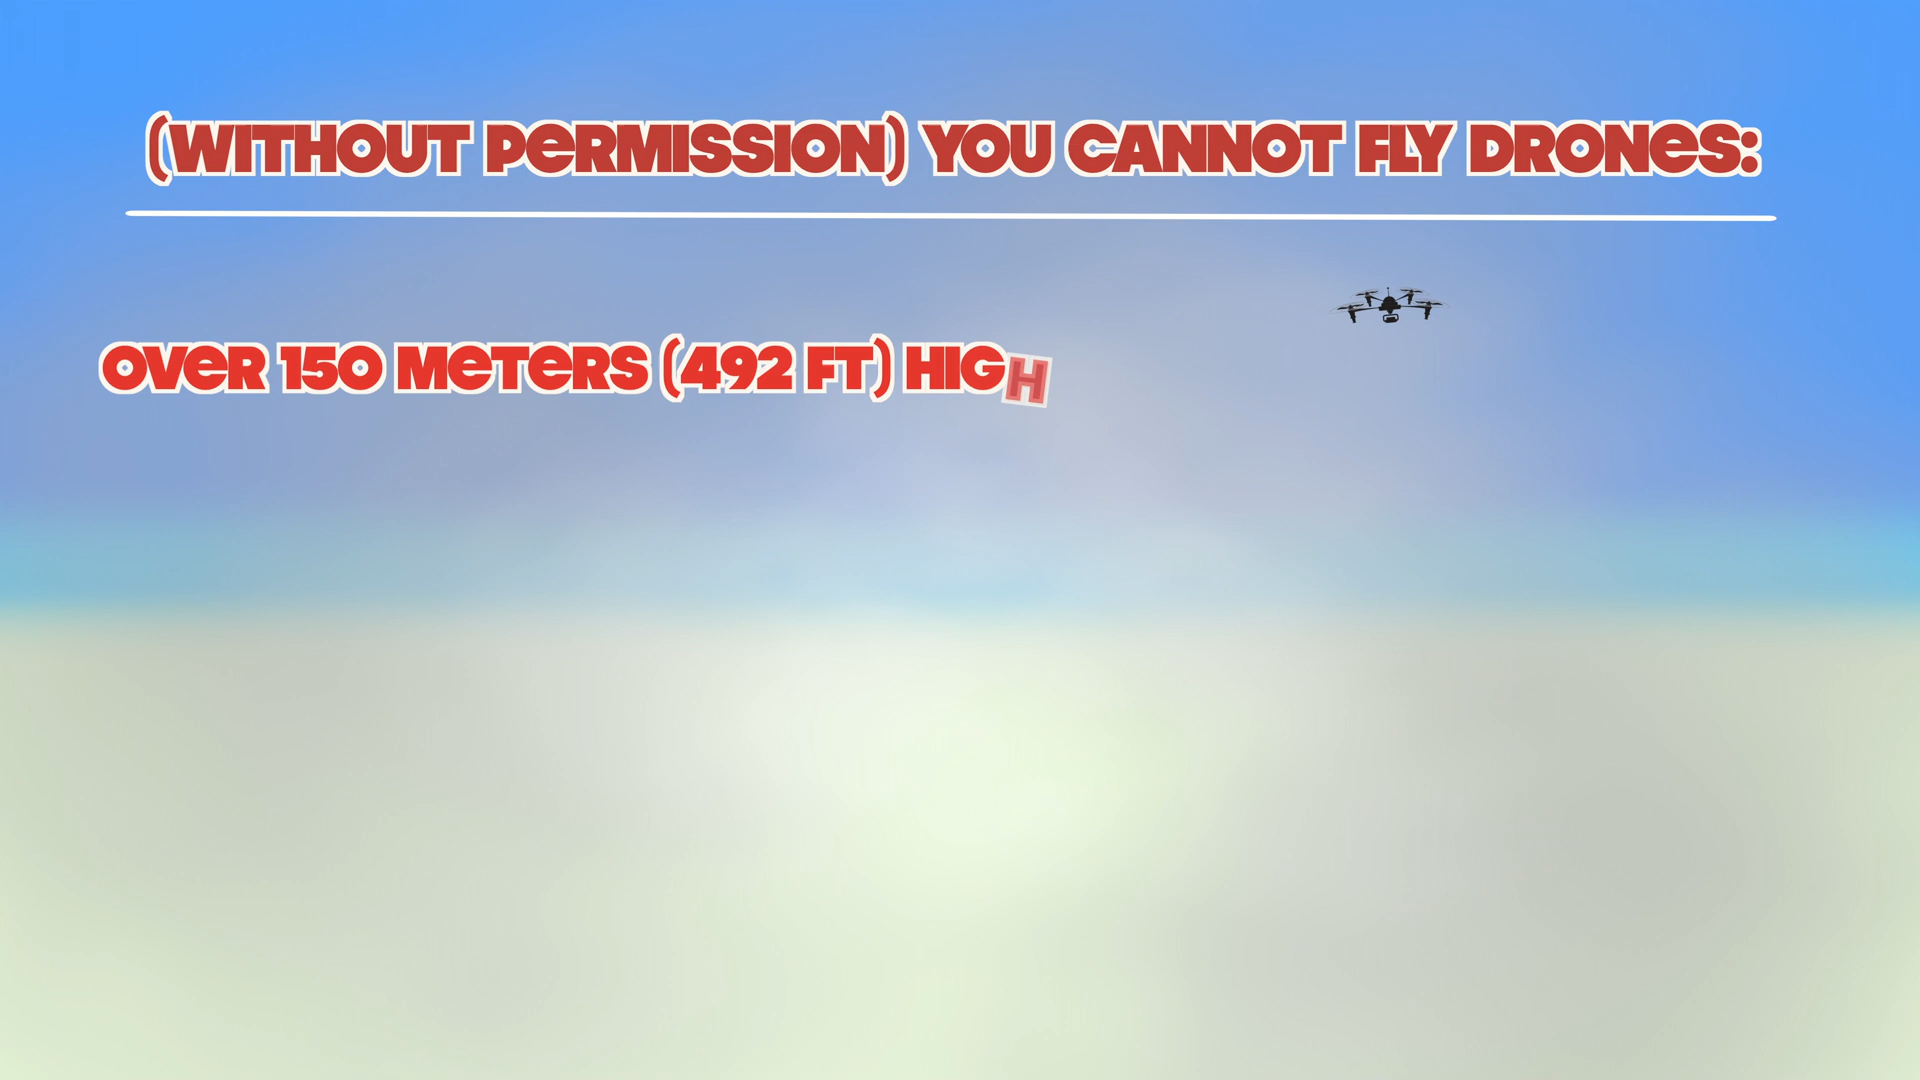 (WITHOUT PERMISSION) YOU CANNOT FLY DRONES:
OVER 150 METERS (492 FT) HIGH